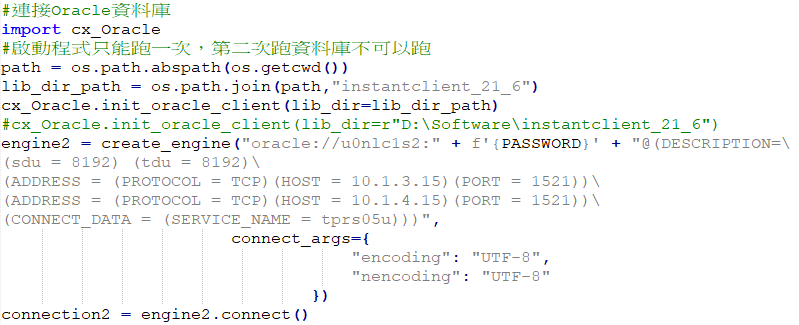 #連接Oracle資料庫
import cx_Oracle
#啟動程式只能跑一次，第二次跑資料庫不可以跑
path = os.path.abspath(os.getcwd())
lib_dir_path = os.path.join(path,"instantclient_21_6")
cx_Oracle.init_oracle_client(lib_dir=lib_dir_path)
#cx_Oracle.init_oracle_client(lib_dir=r"D:\Software\instantclient_21_6")
engine2 = create_engine("oracle://u0nlc1s2:" + f'{PASSWORD}' + "@(DESCRIPTION=\
(sdu = 8192) (tdu = 8192)\
(ADDRESS = (PROTOCOL = TCP)(HOST = 10.1.3.15)(PORT = 1521))\
(ADDRESS = (PROTOCOL = TCP)(HOST = 10.1.4.15)(PORT = 1521))\
(CONNECT_DATA = (SERVICE_NAME = tprs05u)))",
connect_args={
"encoding": "UTF-8",
"nencoding": "UTF-8"
})
connection2 = engine2.connect()